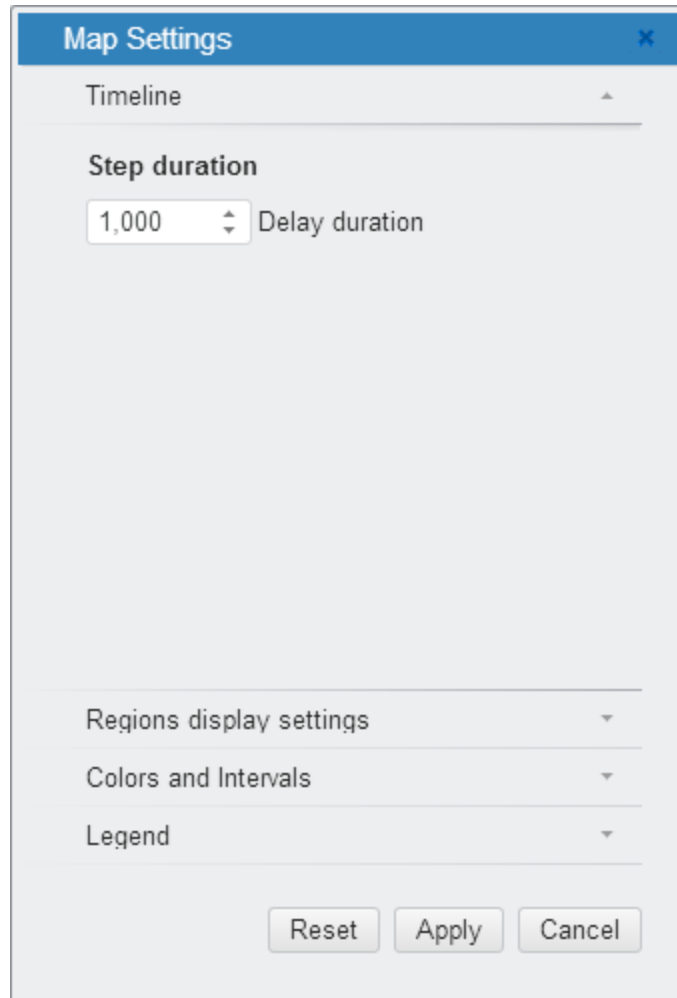 Map Settings
Timeline
Step duration
1,000 Delay duration
Regions display settings
Colors and Intervals
Legend
Reset Apply Cancel